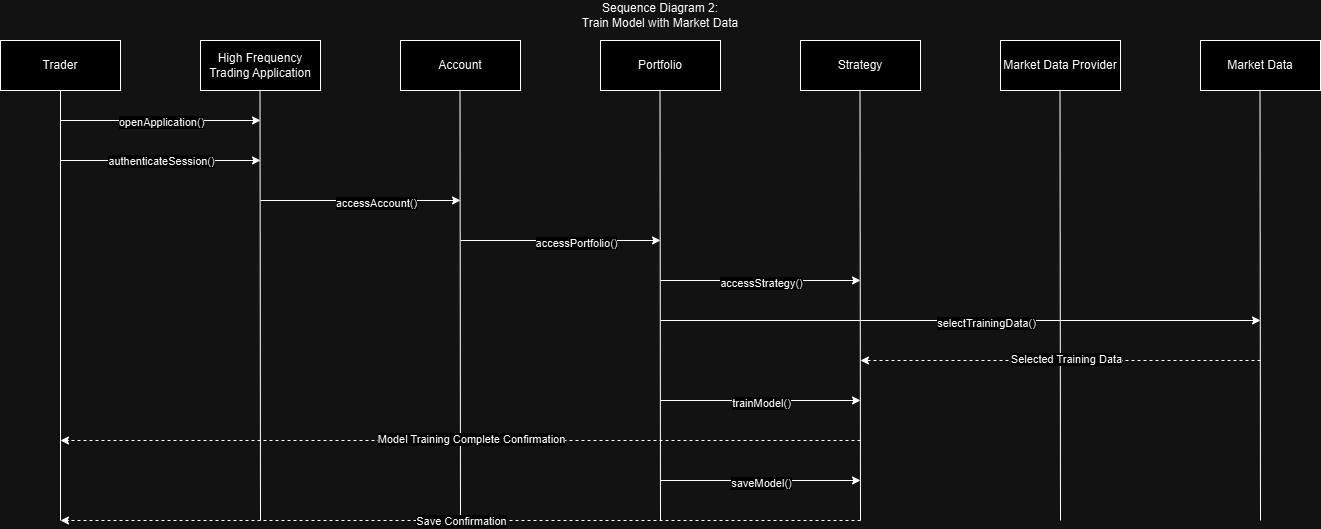 Sequence Diagram 2:
Train Model with Market Data
Trader
High Frequency
Trading Application
Account
Portfolio
Strategy
Market Data Provider
Market Data
openApplication()
authenticateSession()
accessAccount()
accessPortfolio()
accessStrategy()
selectTrainingData()
Selected Training Data
trainModel()
Model Training Complete Confirmation
saveModel()
Save Confirmation